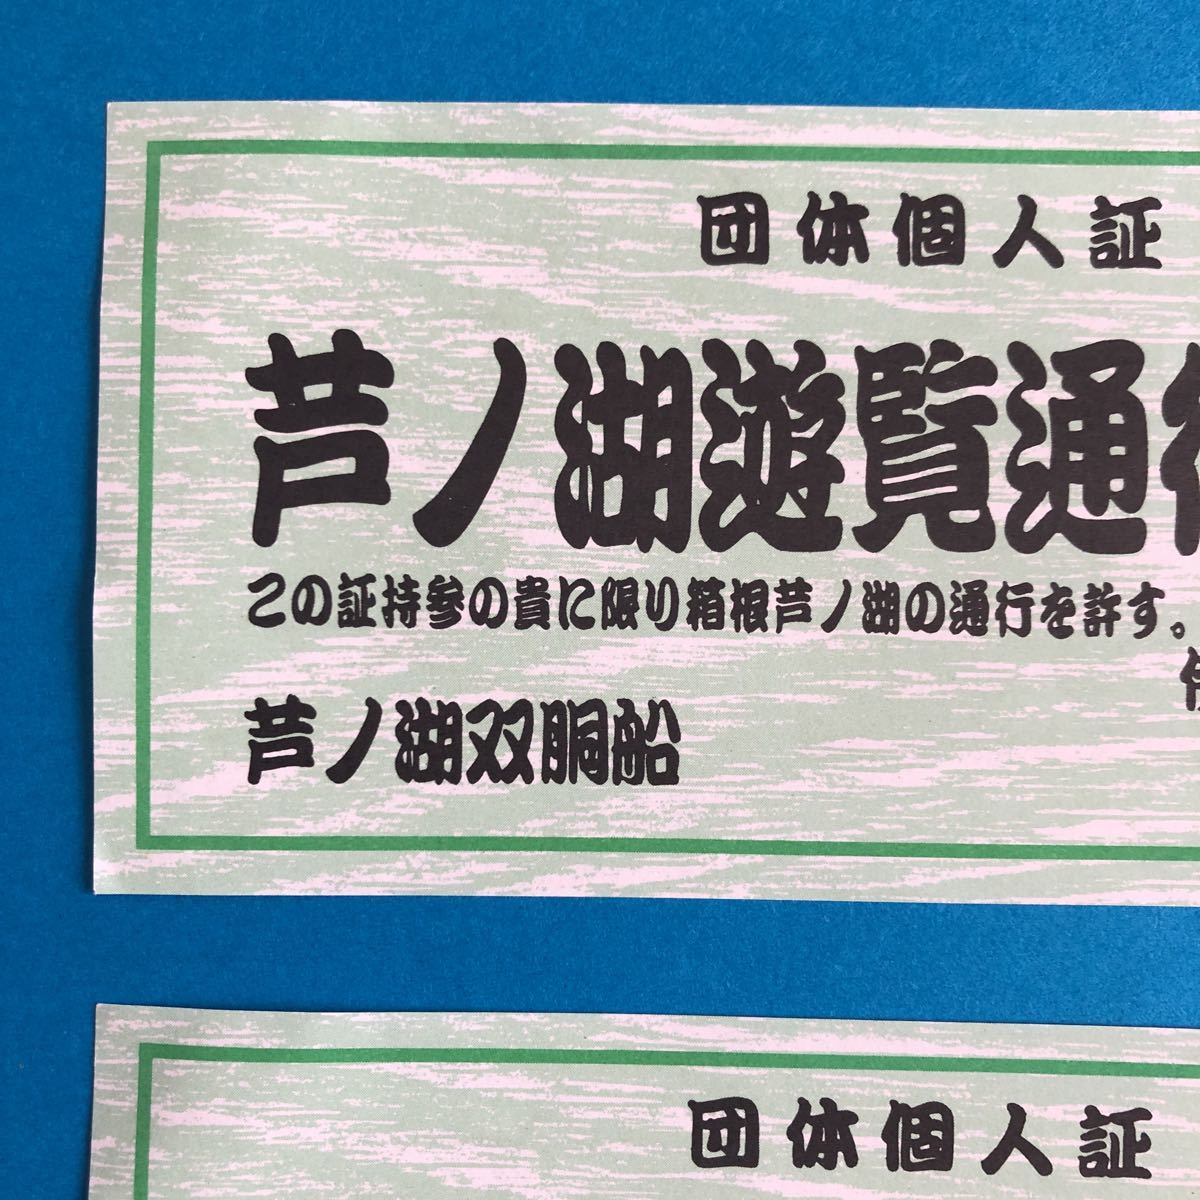 団体個人証
芦ノ湖遊覧通行
この証持参の貴に限り箱根芦ノ湖の通行を許す。
芦ノ湖双胴船
団体個人証